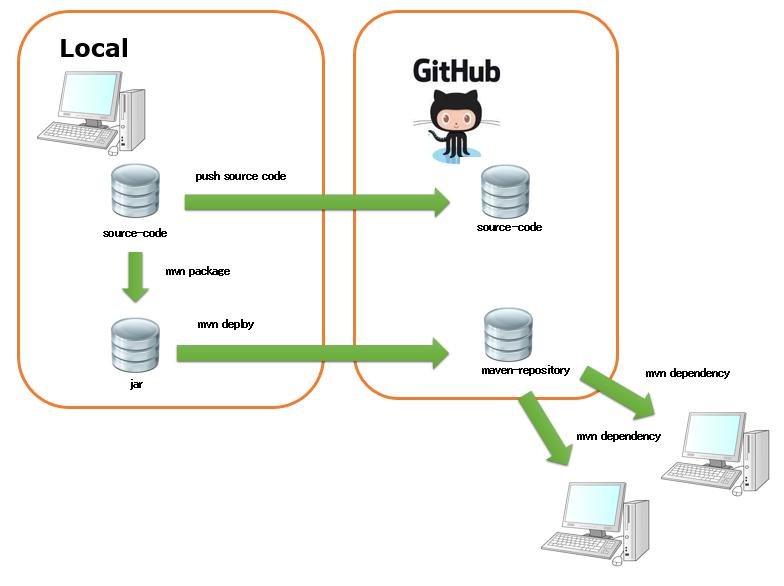 Local
GitHub
push source code
source-code
source-code
mvn package
mvn deploy
jar
maven-repository
mvn dependency
mvn dependency